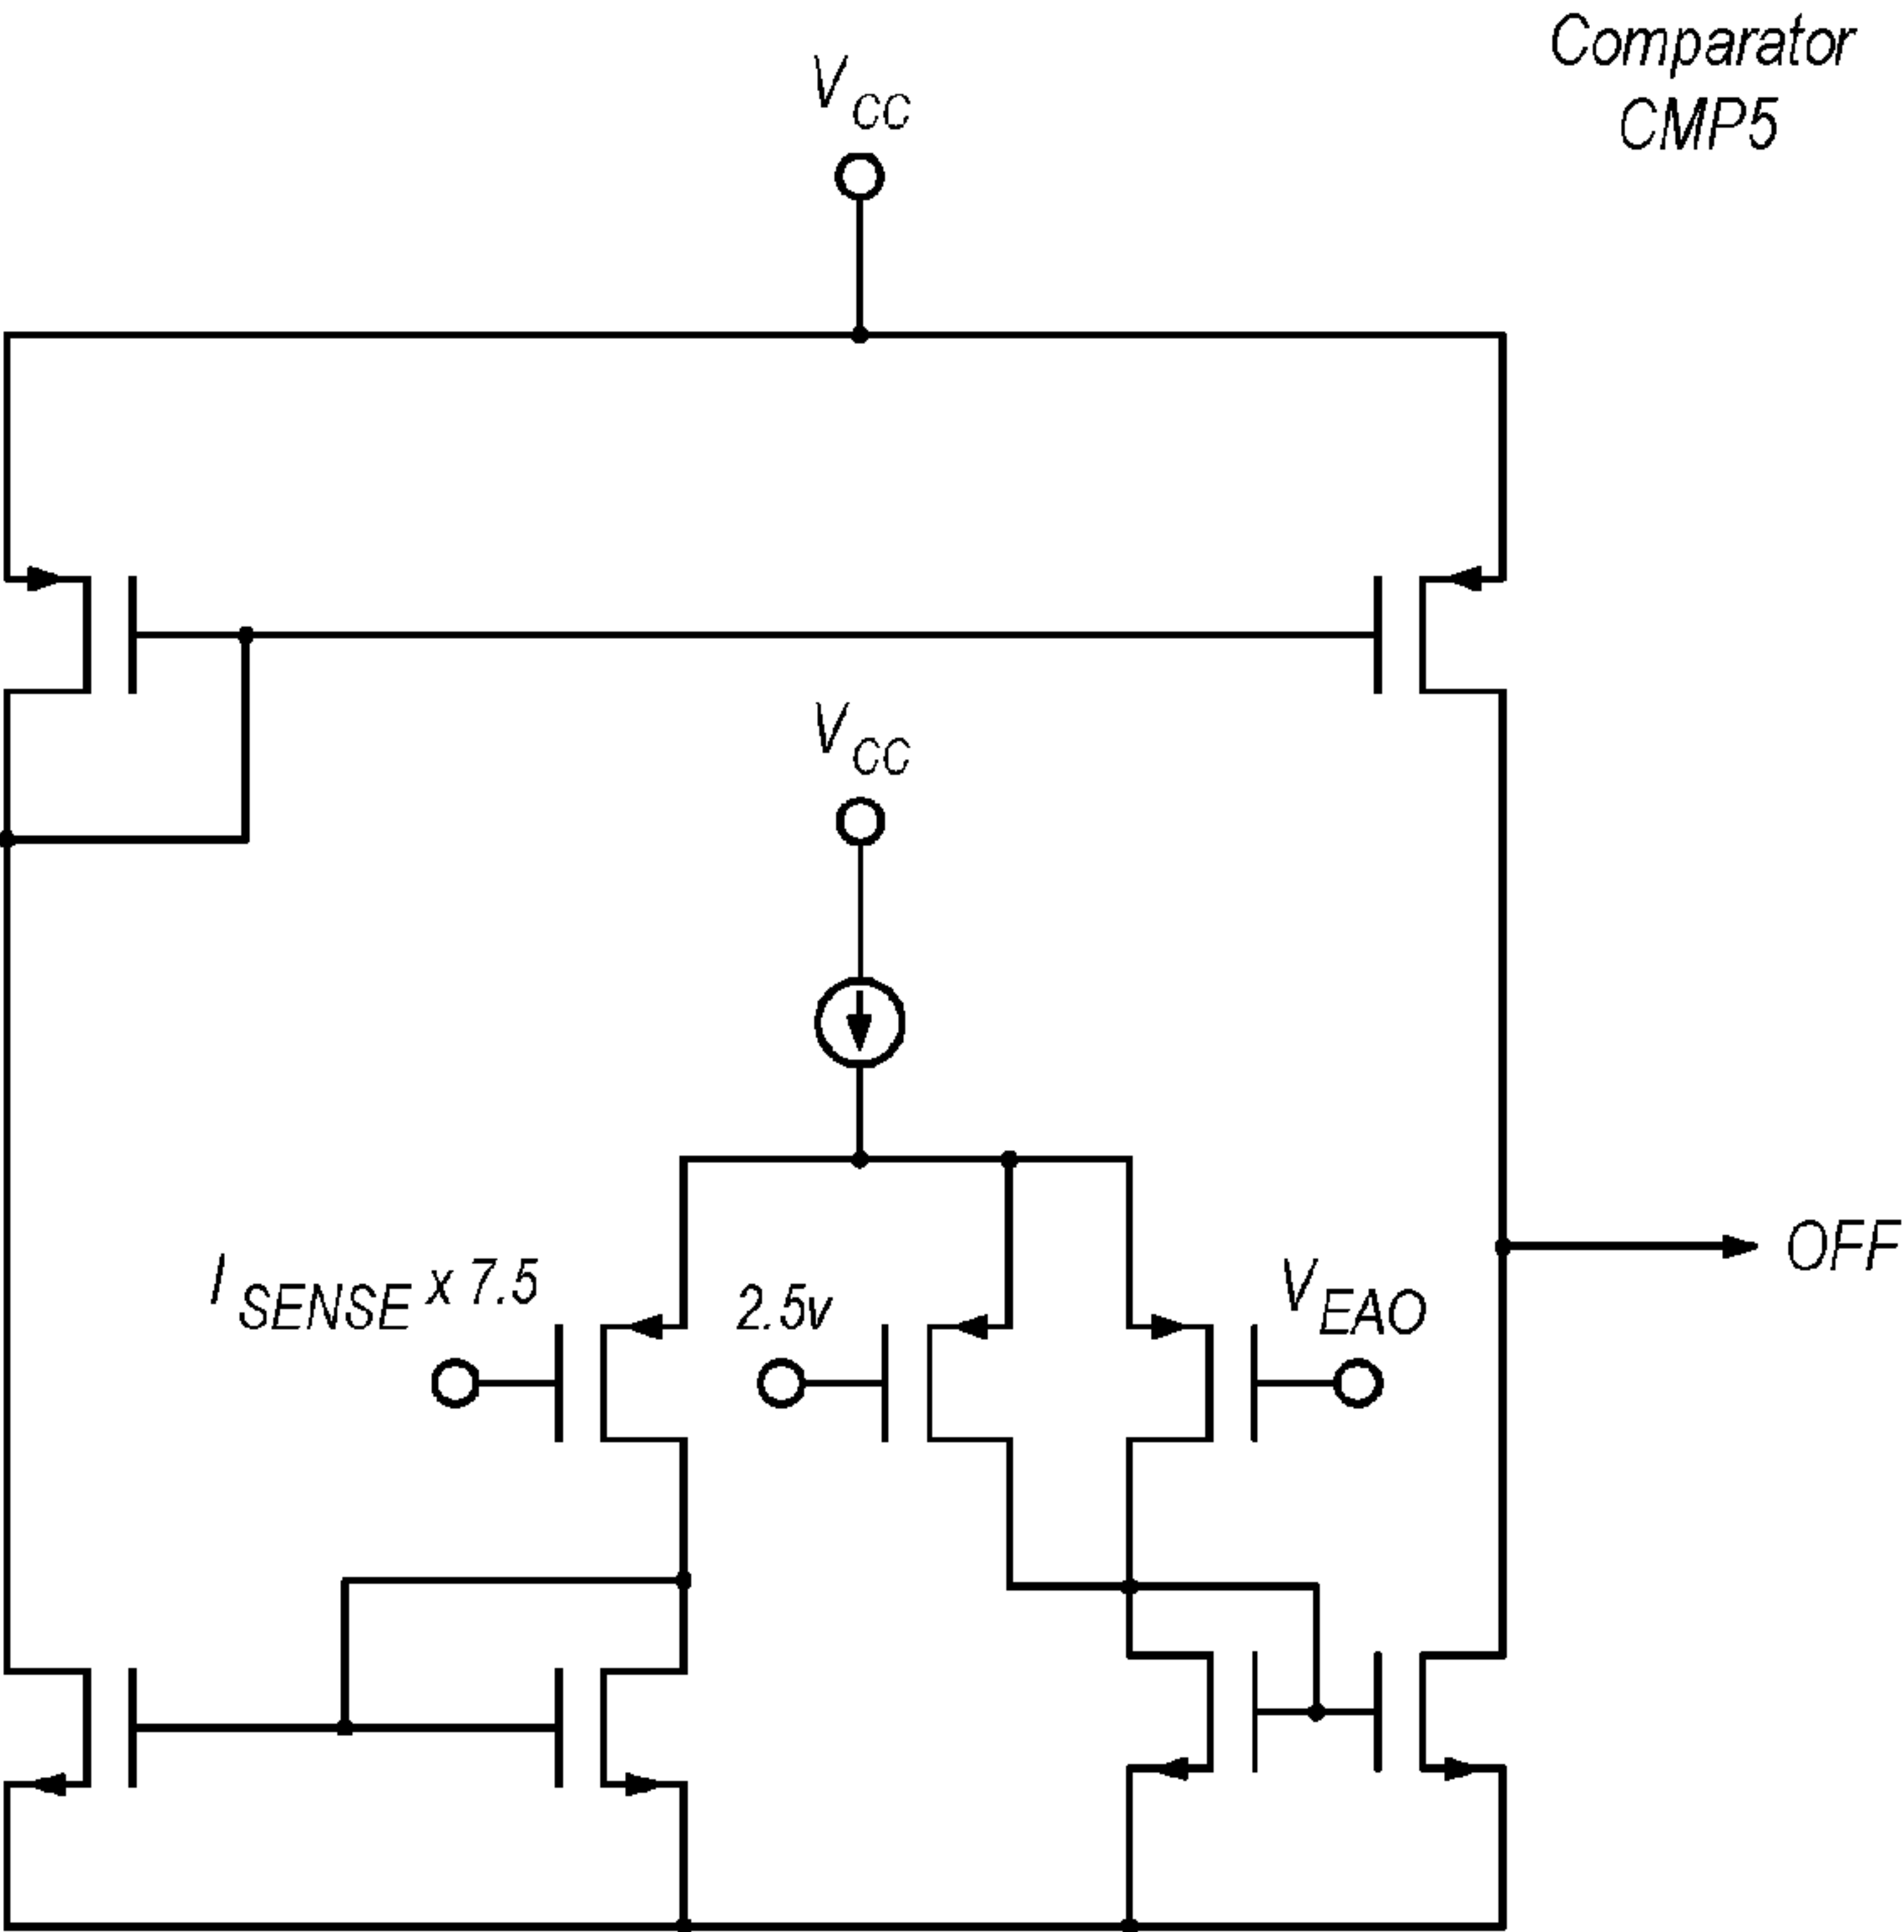 Comparator
CMP5
VCC
VCC
ISENSE x 7.5
2.5v
VEAO
OFF